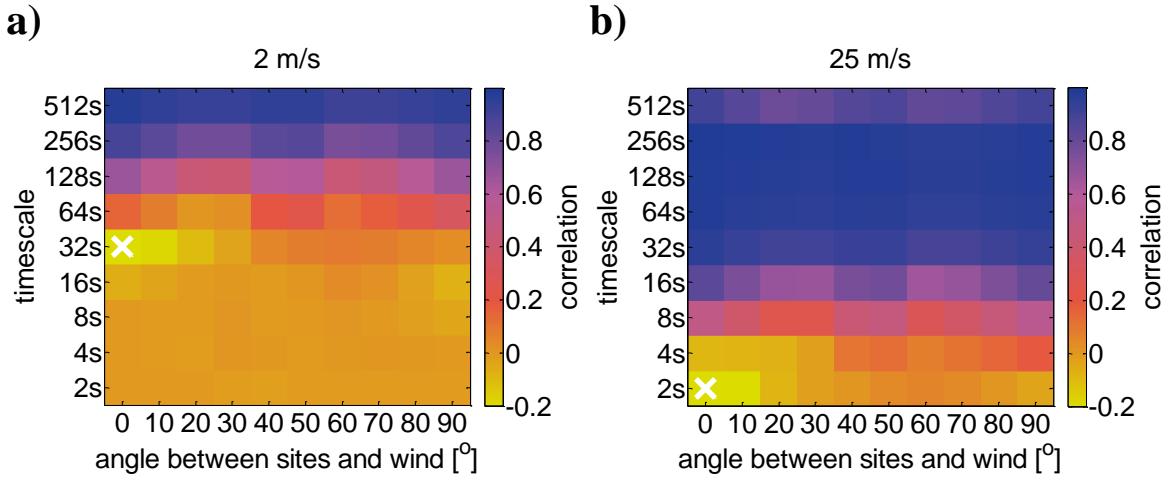 a)
2 m/s
512s
256s
128s
64s
32s
16s
8s
4s
2s
timescale
0 10 20 30 40 50 60 70 80 90
angle between sites and wind [o]
0.8
0.6
0.4
0.2
0
-0.2
correlation
b)
25 m/s
512s
256s
128s
64s
32s
16s
8s
4s
2s
timescale
0 10 20 30 40 50 60 70 80 90
angle between sites and wind [o]
0.8
0.6
0.4
0.2
0
-0.2
correlation